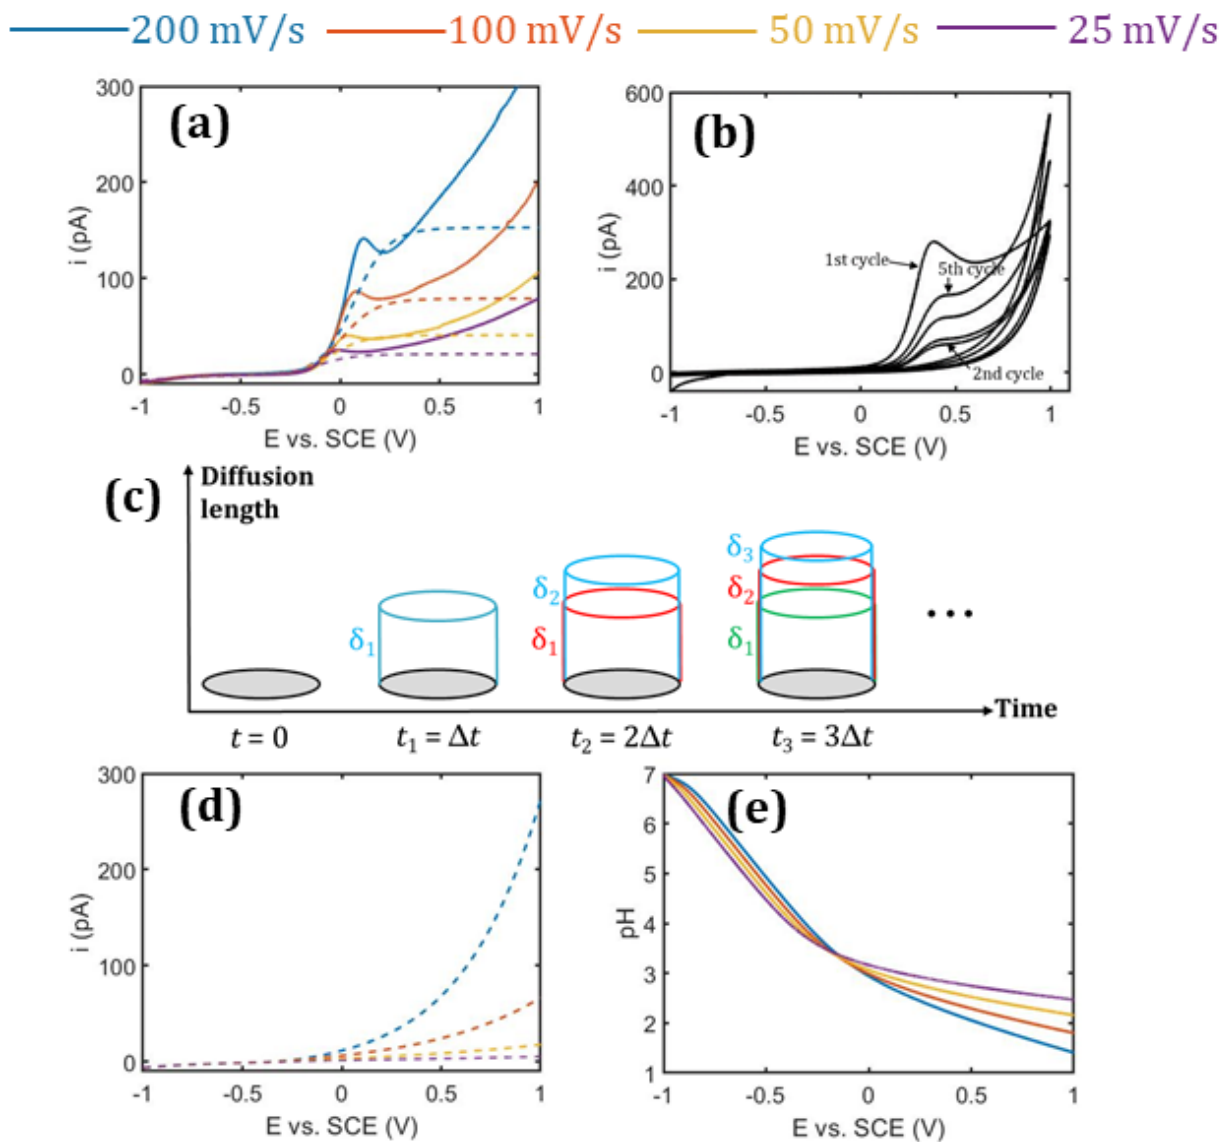 200 mV/s 100 mV/s 50 mV/s 25 mV/s
(a)
300
200
100
0
i (pA)
-1 -0.5 0 0.5 1
E vs. SCE (V)
(b)
600
400
200
0
i (pA)
1st cycle
5th cycle
2nd cycle
-1 -0.5 0 0.5 1
E vs. SCE (V)
(c)
Diffusion
length
δ1
δ2
δ1
δ3
δ2
δ1
...
Time
t = 0
t1 = Δt
t2 = 2Δt
t3 = 3Δt
(d)
300
200
100
0
i (pA)
-1 -0.5 0 0.5 1
E vs. SCE (V)
(e)
7
6
5
4
3
2
1
pH
-1 -0.5 0 0.5 1
E vs. SCE (V)